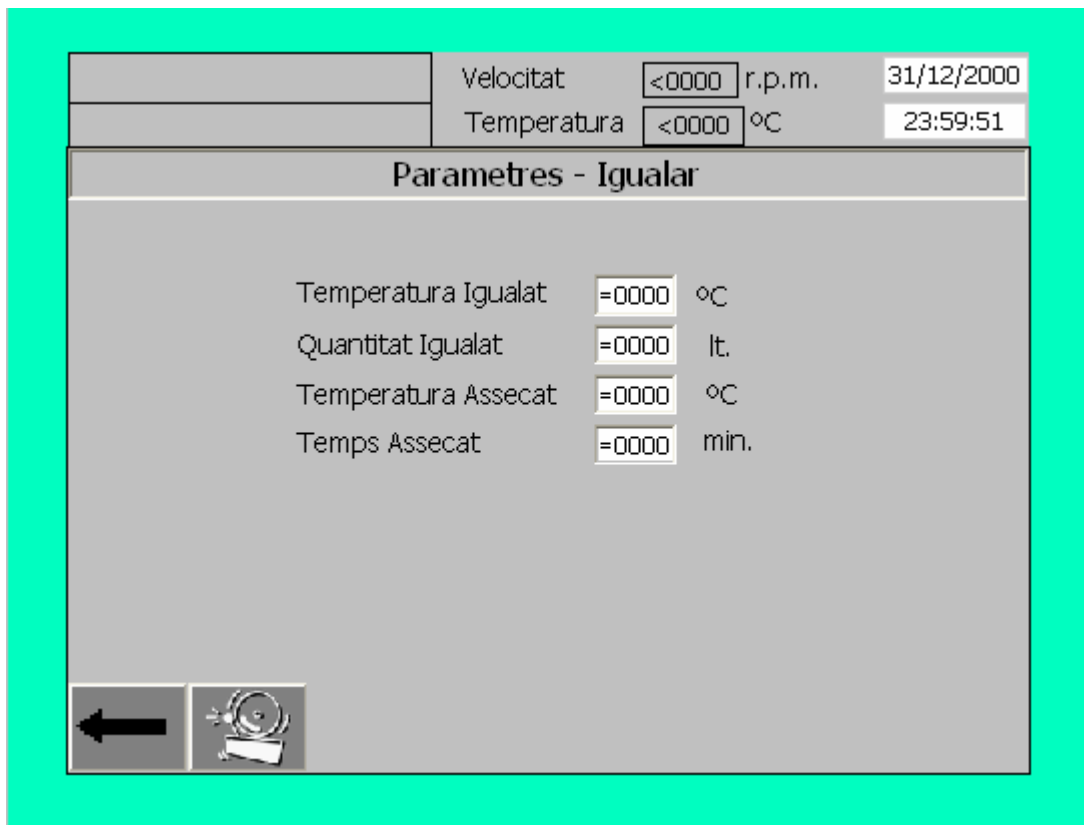 Velocitat <0000 r.p.m. 31/12/2000
Temperatura <0000 ºC 23:59:51
Parametres - Igualar
Temperatura Igualat =0000 ºC
Quantitat Igualat =0000 lt.
Temperatura Assecat =0000 ºC
Temps Assecat =0000 min.